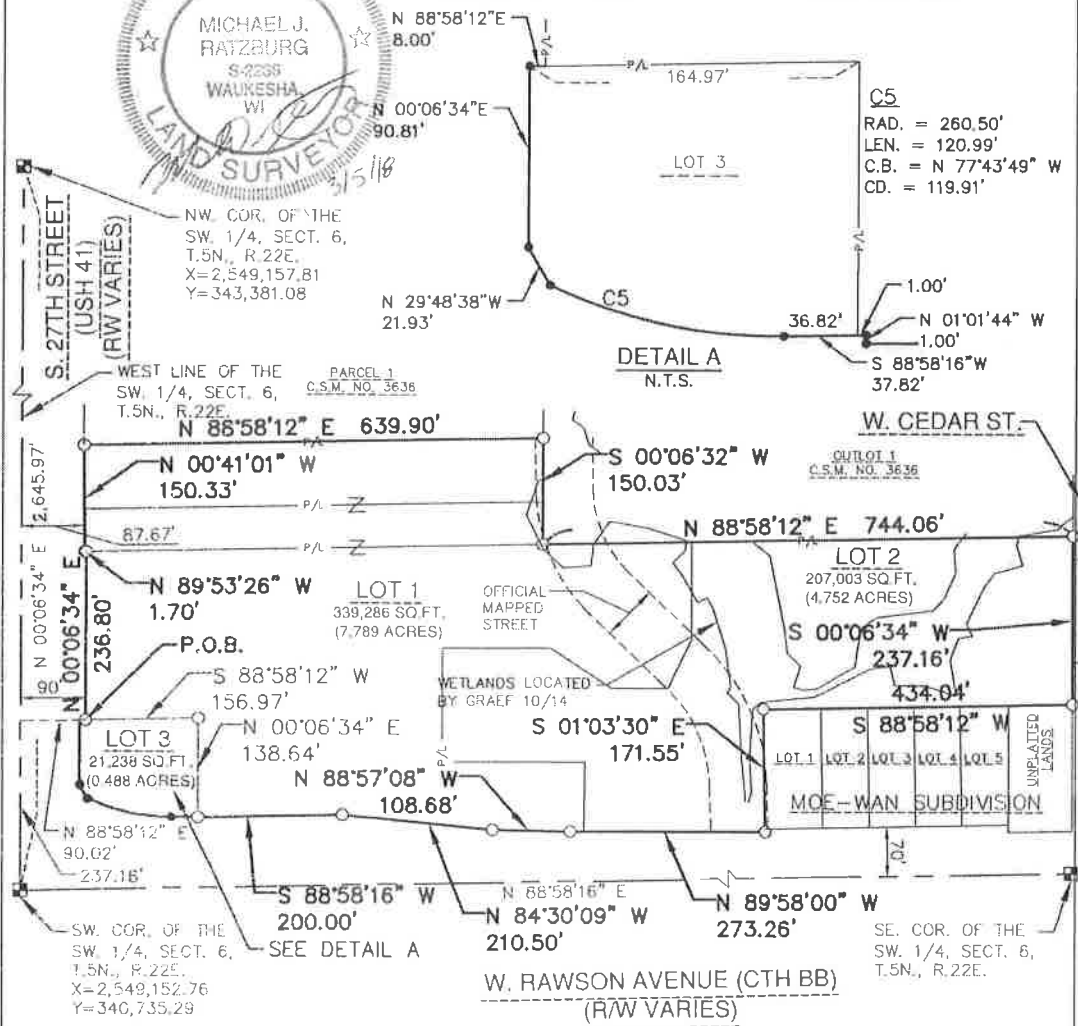 MICHAEL J.
RATZBURG
WAUKESHA,
WI
LAND SURVEYOR
3/5/18
N 88°58'12"E
8.00'
P/L
P/L
164.97'
N 00°06'34"E
90.81'
LOT 3
C5
RAD. = 260.50'
LEN. = 120.99'
C.B. = N 77°43'49" W
CD. = 119.91'
P/L
NW. COR. OF THE
SW. 1/4, SECT. 6,
T.5N., R.22E.
X=2,549,157.81
Y=343,381.08
S. 27TH STREET
(USH 41)
(RW VARIES)
N 29°48'38"W
21.93'
C5
36.82'
1.00'
N 01°01'44" W
1.00'
S 88°58'16"W
37.82'
DETAIL A
N.T.S.
WEST LINE OF THE
SW. 1/4, SECT. 6,
T.5N., R.22E.
PARCEL 1
C.S.M. NO. 3636
W. CEDAR ST.
N 88°58'12" E 639.90'
P/L
N 00°41'01" W
150.33'
S 00°06'32" W
150.03'
OUTLOT 1
C.S.M. NO. 3636
P/L Z
2,645.97'
N 00°06'34" E
87.67'
P/L Z
N 88°58'12" E 744.06'
P/L
N 89°53'26" W
1.70'
N 00°06'34" E
236.80'
LOT 1
339,286 SQ.FT.
(7.789 ACRES)
OFFICIAL
MAPPED
STREET
LOT 2
207,003 SQ.FT.
(4.752 ACRES)
S 00°06'34" W
237.16'
P.O.B.
S 88°58'12" W
156.97'
90'
WETLANDS LOCATED
BY GRAEF 10/14
434.04'
S 88°58'12" W
N 00°06'34" E
138.64'
S 01°03'30" E
171.55'
P/L
LOT 3
21,238 SQ.FT.
(0.488 ACRES)
N 88°57'08" W
108.68'
LOT 1 LOT 2 LOT 3 LOT 4 LOT 5
UNPLATTED
LANDS
MOE-WAN SUBDIVISION
N 88°58'12" E
90.02'
237.16'
70'
S 88°58'16" W
200.00'
N 88°58'16" E
N 84°30'09" W
210.50'
N 89°58'00" W
273.26'
SW. COR. OF THE
SW. 1/4, SECT. 6,
T.5N., R.22E.
X=2,549,152.76
Y=340,735.29
SEE DETAIL A
SE. COR. OF THE
SW. 1/4, SECT. 6,
T.5N., R.22E.
W. RAWSON AVENUE (CTH BB)
(R/W VARIES)